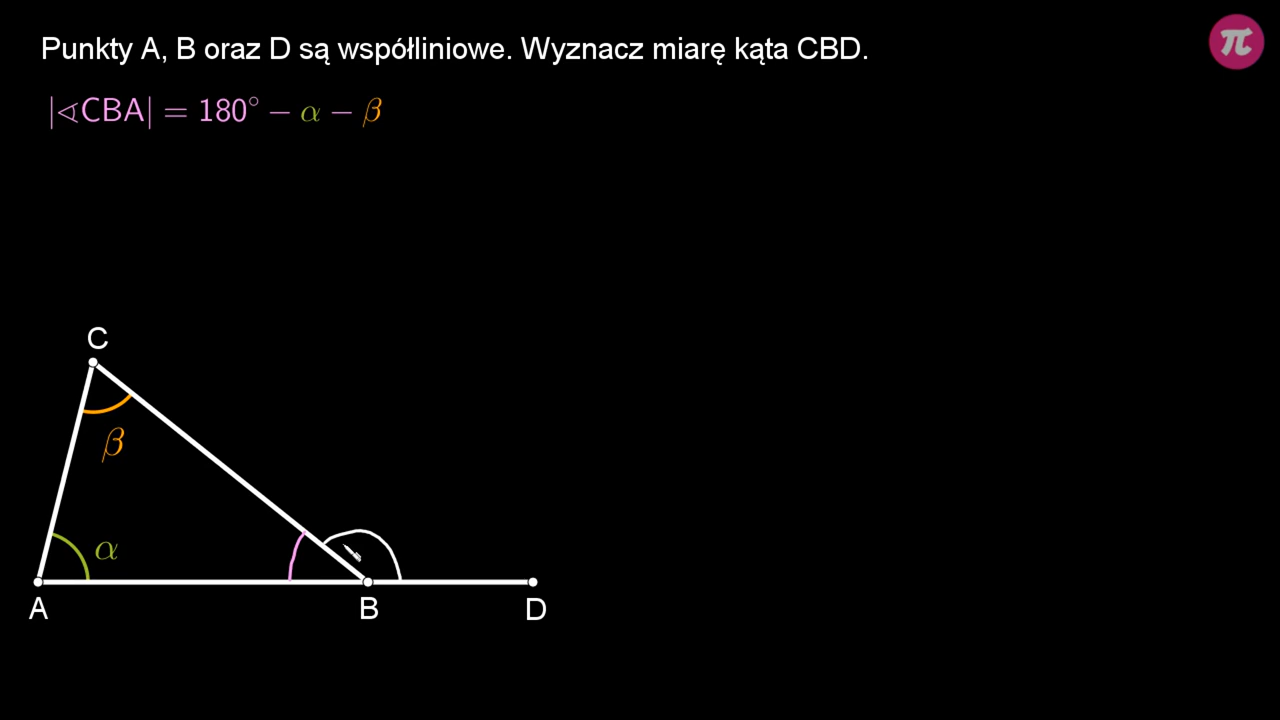 Punkty A, B oraz D są współliniowe. Wyznacz miarę kąta CBD.
|∢CBA| = 180° − α − β
π
C
β
α
A
B
D